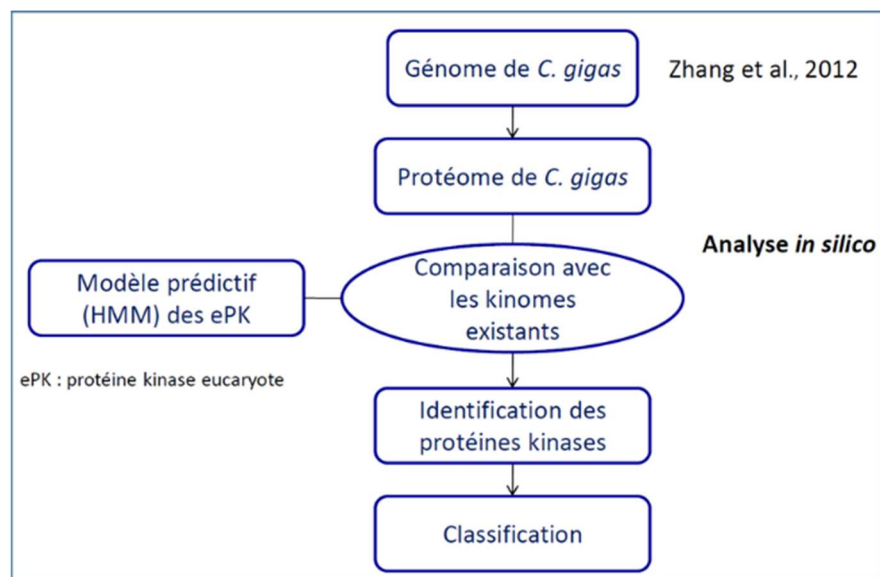 Génome de C. gigas
Zhang et al., 2012
Protéome de C. gigas
Analyse in silico
Comparaison avec
les kinomes
existants
Modèle prédictif
(HMM) des ePK
ePK : protéine kinase eucaryote
Identification des
protéines kinases
Classification